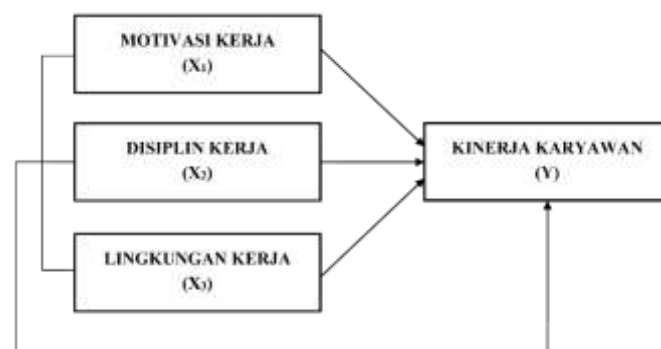 MOTIVASI KERJA
(X₁)
DISIPLIN KERJA
(X₂)
KINERJA KARYAWAN
(Y)
LINGKUNGAN KERJA
(X₃)